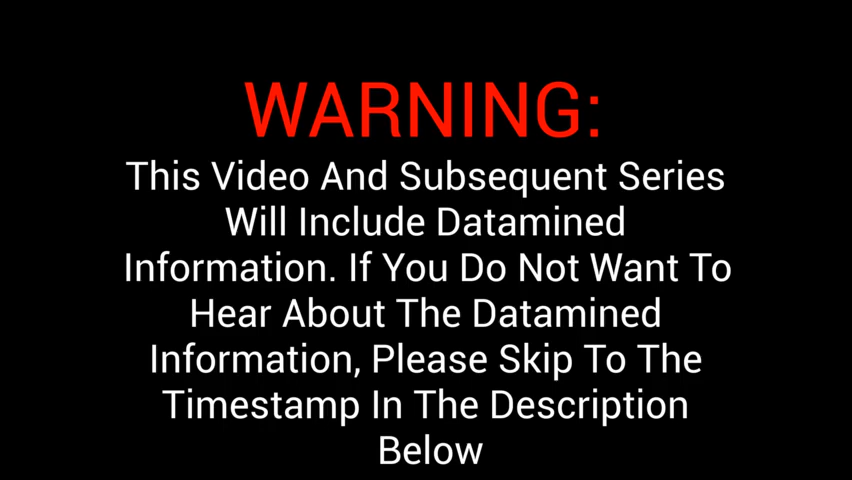 WARNING:
This Video And Subsequent Series
Will Include Datamined
Information. If You Do Not Want To
Hear About The Datamined
Information, Please Skip To The
Timestamp In The Description
Below